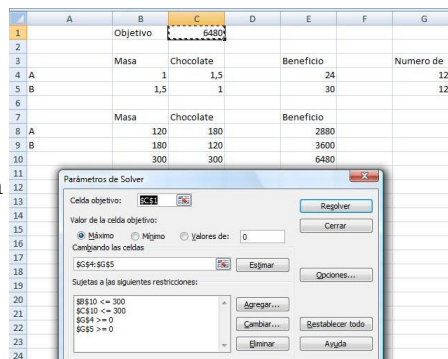 A B C D E F G
1 Objetivo 6480
2
3 Masa Chocolate Beneficio Numero de
4 A 1 1,5 24 12
5 B 1,5 1 30 12
6
7 Masa Chocolate Beneficio
8 A 120 180 2880
9 B 180 120 3600
10 300 300 6480
11
12
13
14
15
16
17
18
19
20
21
22
23
24
Parámetros de Solver
Celda objetivo: $C$1
Resolver
Valor de la celda objetivo:
Cerrar
Máximo Mínimo Valores de: 0
Cambiando las celdas
$G$4:$G$5 Estimar
Opciones...
Sujetas a las siguientes restricciones:
$B$10 <= 300
$C$10 <= 300
$G$4 >= 0
$G$5 >= 0
Agregar...
Cambiar... Restablecer todo
Eliminar Ayuda